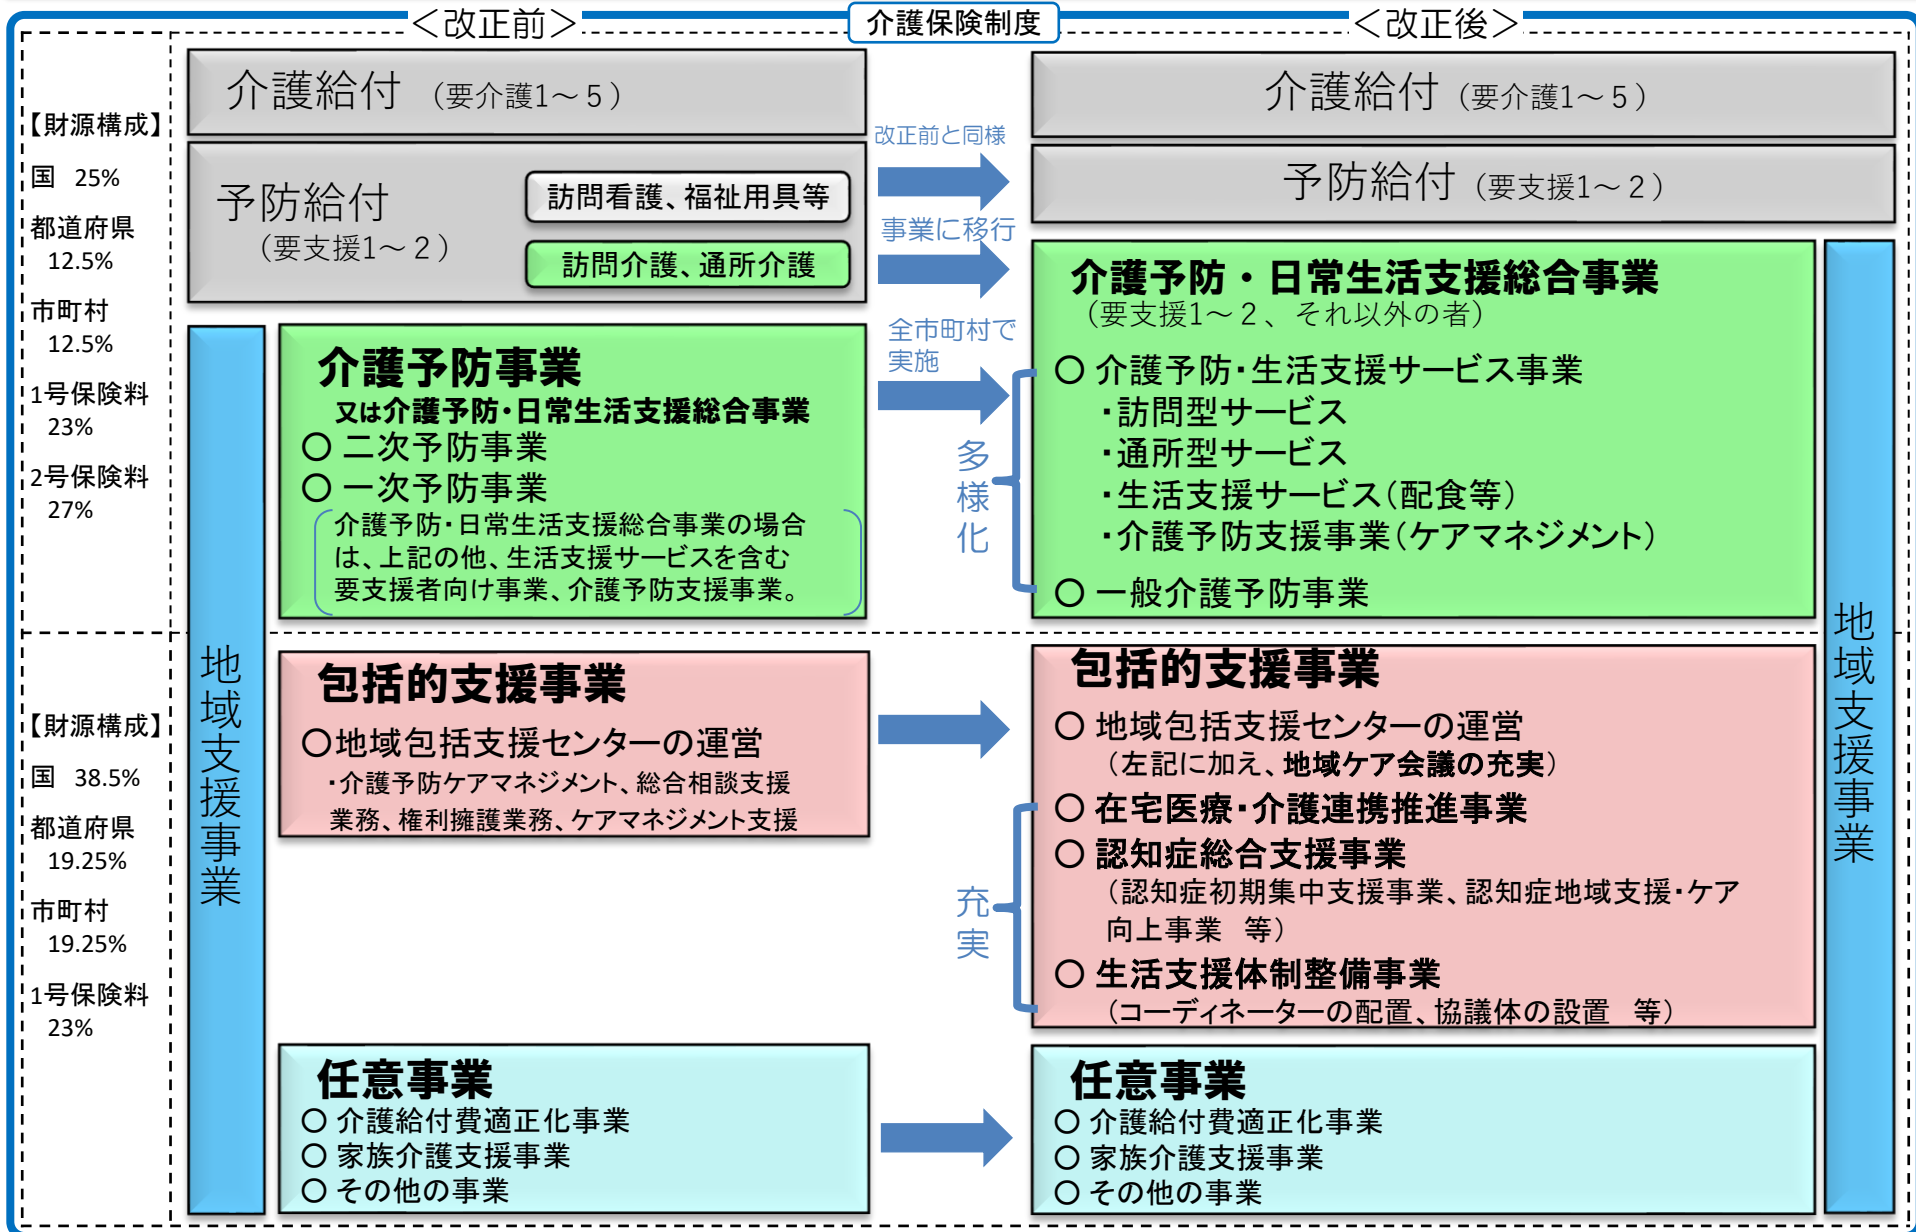 介護保険制度
＜改正前＞
＜改正後＞
【財源構成】
国 25%
都道府県
12.5%
市町村
12.5%
1号保険料
23%
2号保険料
27%
【財源構成】
国 38.5%
都道府県
19.25%
市町村
19.25%
1号保険料
23%
介護給付 （要介護1～５）
予防給付
（要支援1～２）
訪問看護、福祉用具等
訪問介護、通所介護
地域支援事業
介護予防事業
又は介護予防・日常生活支援総合事業
○ 二次予防事業
○ 一次予防事業
介護予防・日常生活支援総合事業の場合
は、上記の他、生活支援サービスを含む
要支援者向け事業、介護予防支援事業。
包括的支援事業
○地域包括支援センターの運営
・介護予防ケアマネジメント、総合相談支援
業務、権利擁護業務、ケアマネジメント支援
任意事業
○ 介護給付費適正化事業
○ 家族介護支援事業
○ その他の事業
改正前と同様
事業に移行
全市町村で
実施
多様化
充実
介護給付 （要介護1～５）
予防給付 （要支援1～２）
介護予防・日常生活支援総合事業
（要支援1～２、それ以外の者）
○ 介護予防・生活支援サービス事業
・訪問型サービス
・通所型サービス
・生活支援サービス（配食等）
・介護予防支援事業（ケアマネジメント）
○ 一般介護予防事業
包括的支援事業
○ 地域包括支援センターの運営
（左記に加え、地域ケア会議の充実）
○ 在宅医療・介護連携推進事業
○ 認知症総合支援事業
（認知症初期集中支援事業、認知症地域支援・ケア
向上事業 等）
○ 生活支援体制整備事業
（コーディネーターの配置、協議体の設置 等）
任意事業
○ 介護給付費適正化事業
○ 家族介護支援事業
○ その他の事業
地域支援事業